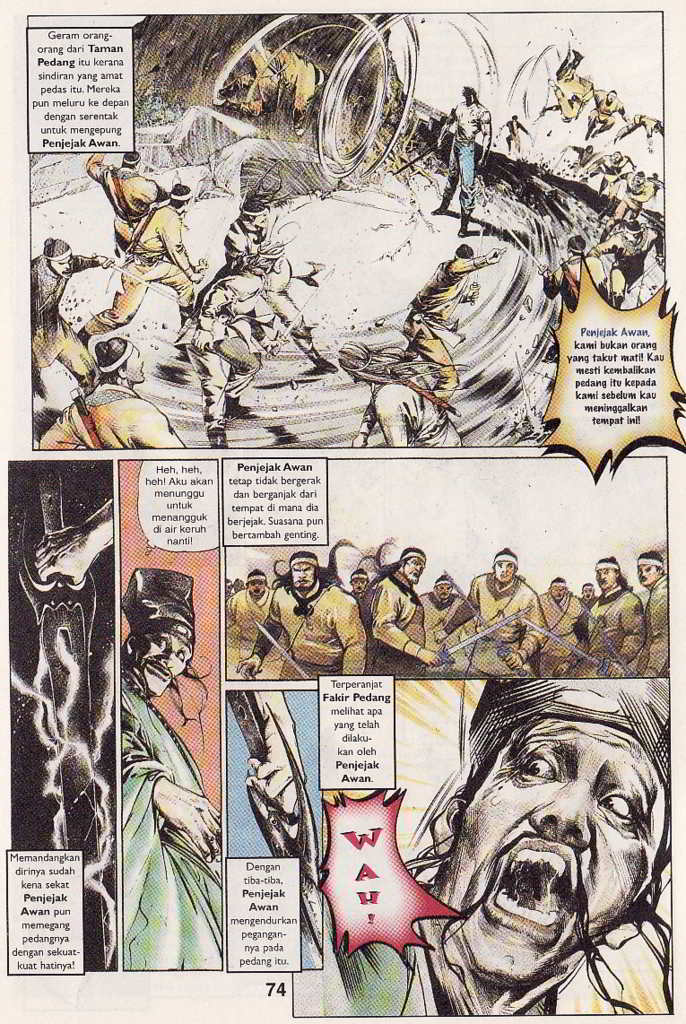 Geram orang-
orang dari Taman
Pedang itu kerana
sindiran yang amat
pedas itu. Mereka
pun meluru ke depan
dengan serentak
untuk mengepung
Penjejak Awan.
Penjejak Awan,
kami bukan orang
yang takut mati! Kau
mesti kembalikan
pedang itu kepada
kami sebelum kau
meninggalkan
tempat ini!
Memandangkan
dirinya sudah
kena sekat
Penjejak
Awan pun
memegang
pedangnya
dengan sekuat-
kuat hatinya!
Heh, heh,
heh! Aku akan
menunggu
untuk
menangguk
di air keruh
nanti!
Penjejak Awan
tetap tidak bergerak
dan berganjak dari
tempat di mana dia
berjejak. Suasana pun
bertambah genting.
Dengan
tiba-tiba,
Penjejak
Awan
mengendurkan
pegangan-
nya pada
pedang itu.
Terperanjat
Fakir Pedang
melihat apa
yang telah
dilaku-
kan oleh
Penjejak
Awan.
WAH!
74